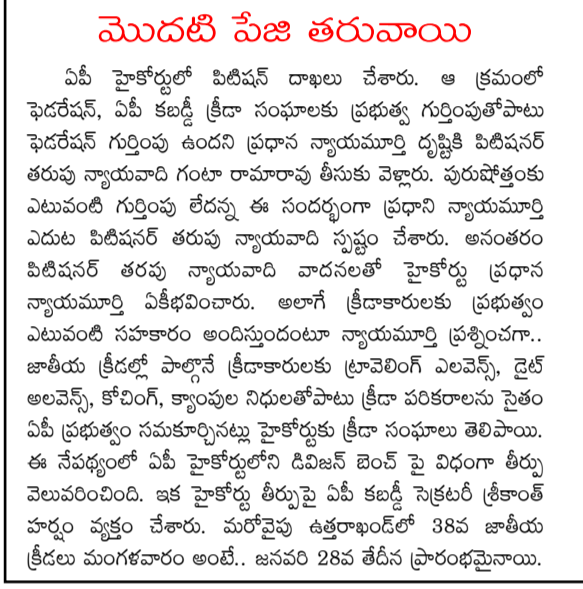 మొదటి పేజి తరువాయి
ఏపీ హైకోర్టులో పిటిషన్ దాఖలు చేశారు. ఆ క్రమంలో
ఫెడరేషన్, ఏపీ కబడ్డీ క్రీడా సంఘాలకు ప్రభుత్వ గుర్తింపుతోపాటు
ఫెడరేషన్ గుర్తింపు ఉందని ప్రధాన న్యాయమూర్తి దృష్టికి పిటిషనర్
తరుపు న్యాయవాది గంటా రామారావు తీసుకు వెళ్లారు. పురుషోత్తంకు
ఎటువంటి గుర్తింపు లేదన్న ఈ సందర్భంగా ప్రధాని న్యాయమూర్తి
ఎదుట పిటిషనర్ తరుపు న్యాయవాది స్పష్టం చేశారు. అనంతరం
పిటిషనర్ తరపు న్యాయవాది వాదనలతో హైకోర్టు ప్రధాన
న్యాయమూర్తి ఏకీభవించారు. అలాగే క్రీడాకారులకు ప్రభుత్వం
ఎటువంటి సహకారం అందిస్తుందంటూ న్యాయమూర్తి ప్రశ్నించగా..
జాతీయ క్రీడల్లో పాల్గొనే క్రీడాకారులకు ట్రావెలింగ్ ఎలవెన్స్, డైట్
అలవెన్స్, కోచింగ్, క్యాంపుల నిధులతోపాటు క్రీడా పరికరాలను సైతం
ఏపీ ప్రభుత్వం సమకూర్చినట్లు హైకోర్టుకు క్రీడా సంఘాలు తెలిపాయి.
ఈ నేపథ్యంలో ఏపీ హైకోర్టులోని డివిజన్ బెంచ్ పై విధంగా తీర్పు
వెలువరించింది. ఇక హైకోర్టు తీర్పుపై ఏపీ కబడ్డీ సెక్రటరీ శ్రీకాంత్
హర్షం వ్యక్తం చేశారు. మరోవైపు ఉత్తరాఖండ్‌లో 38వ జాతీయ
క్రీడలు మంగళవారం అంటే.. జనవరి 28వ తేదీన ప్రారంభమైనాయి.